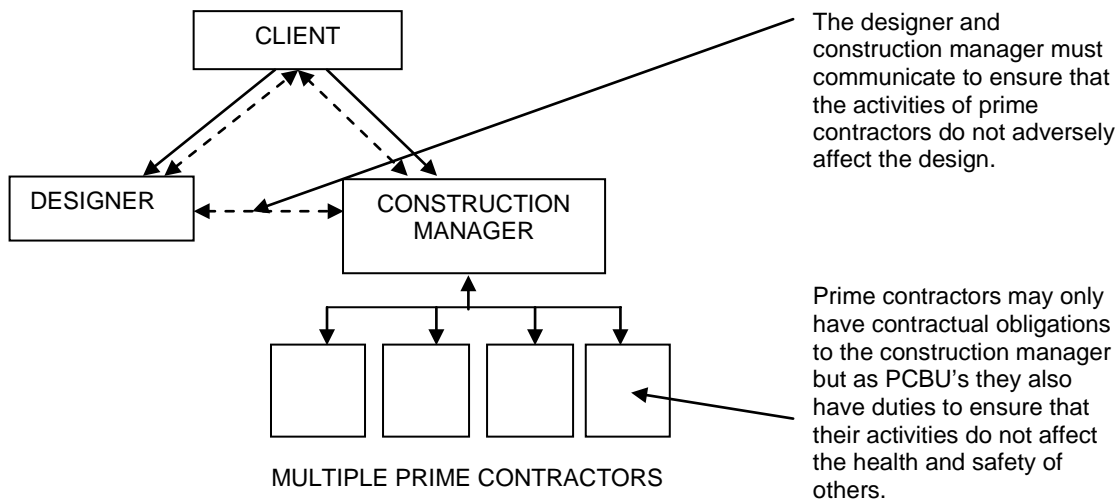 CLIENT
The designer and
construction manager must
communicate to ensure that
the activities of prime
contractors do not adversely
affect the design.
DESIGNER
CONSTRUCTION
MANAGER
Prime contractors may only
have contractual obligations
to the construction manager
but as PCBU's they also
have duties to ensure that
their activities do not affect
the health and safety of
others.
MULTIPLE PRIME CONTRACTORS